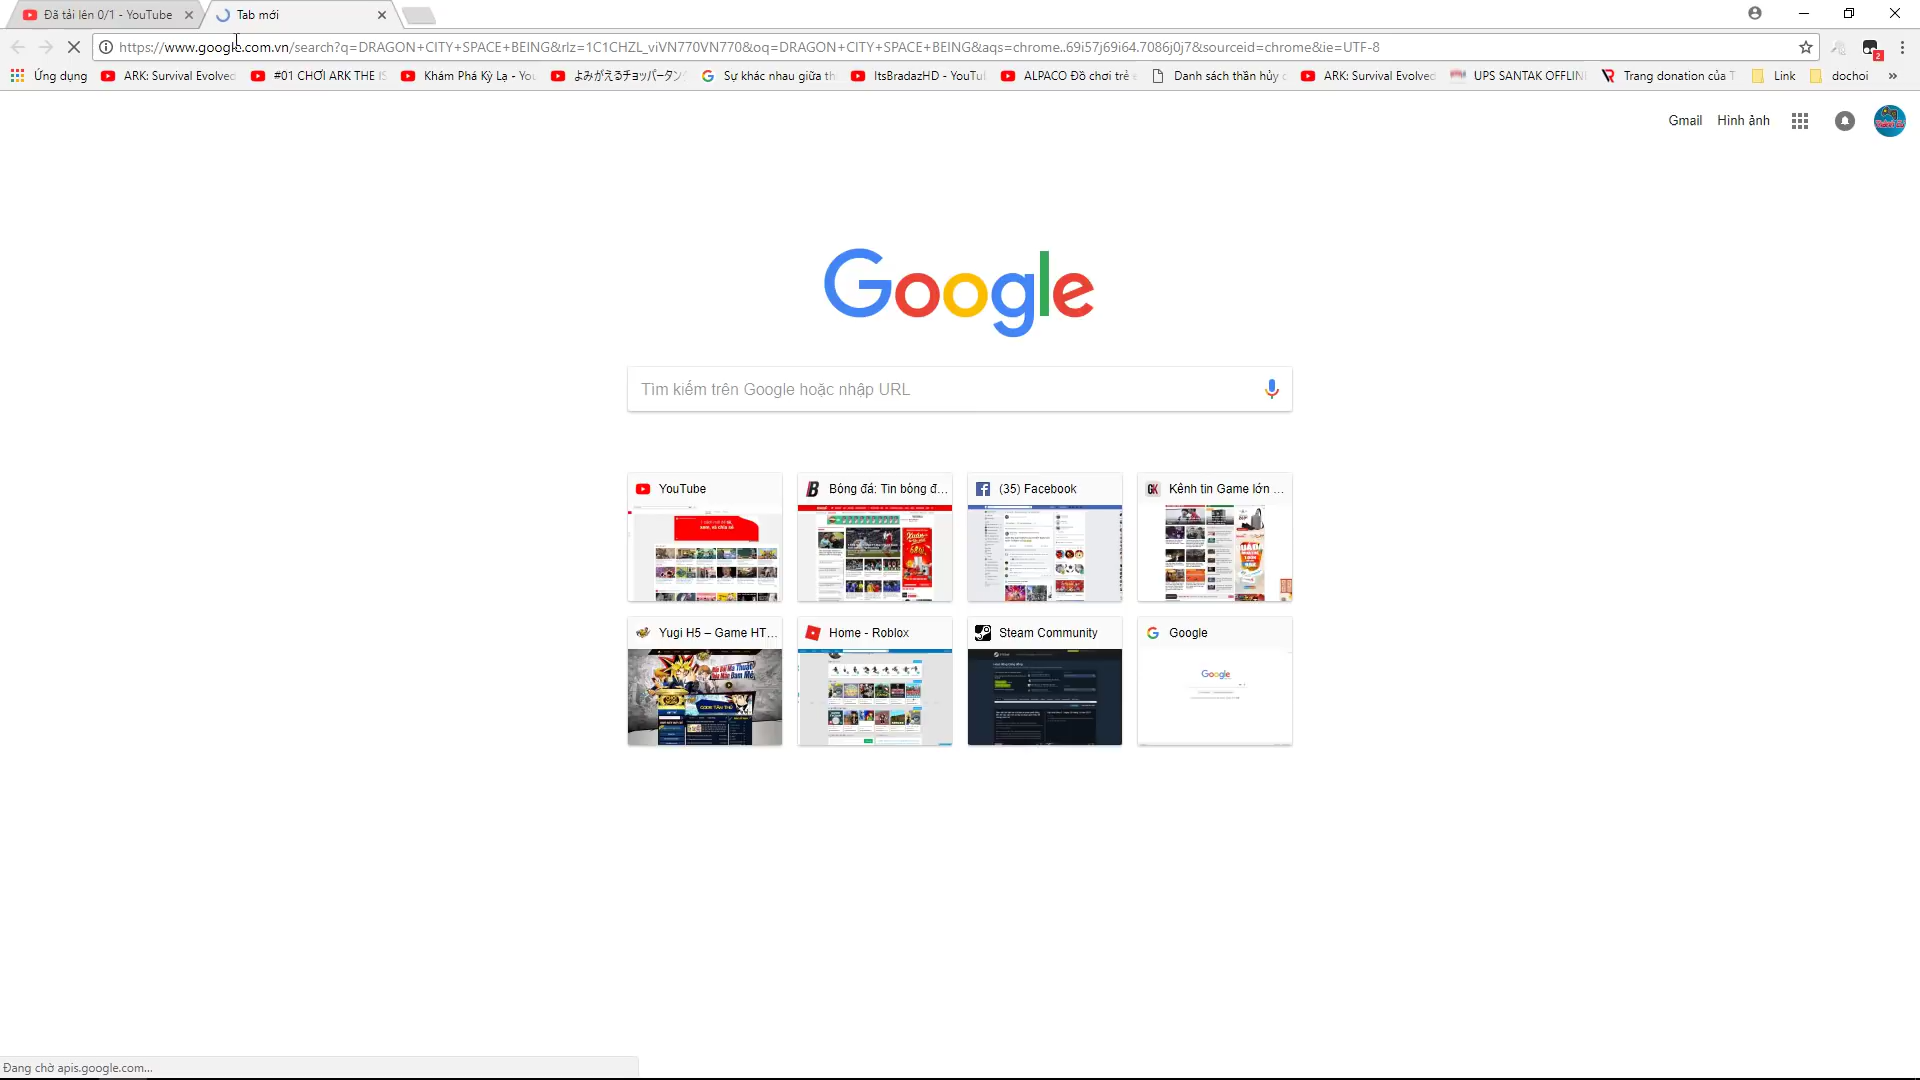 Đã tải lên 0/1 - YouTube
Tab mới
https://www.google.com.vn/search?q=DRAGON+CITY+SPACE+BEING&rlz=1C1CHZL_viVN770VN770&oq=DRAGON+CITY+SPACE+BEING&aqs=chrome..69i57j69i64.7086j0j7&sourceid=chrome&ie=UTF-8
2
Ứng dụng
ARK: Survival Evolved
#01 CHƠI ARK THE IS
Khám Phá Kỳ Lạ - You
よみがえるチョッパータン
Sự khác nhau giữa th
ItsBradazHD - YouTu
ALPACO Đồ chơi trẻ e
Danh sách thần hủy
ARK: Survival Evolved
UPS SANTAK OFFLIN
Trang donation của T
Link
dochoi
»
Gmail
Hình ảnh
Google
Tìm kiếm trên Google hoặc nhập URL
YouTube
Bóng đá: Tin bóng đ...
(35) Facebook
Kênh tin Game lớn ...
Yugi H5 – Game HT...
Home - Roblox
Steam Community
Google
Google
Đang chờ apis.google.com...